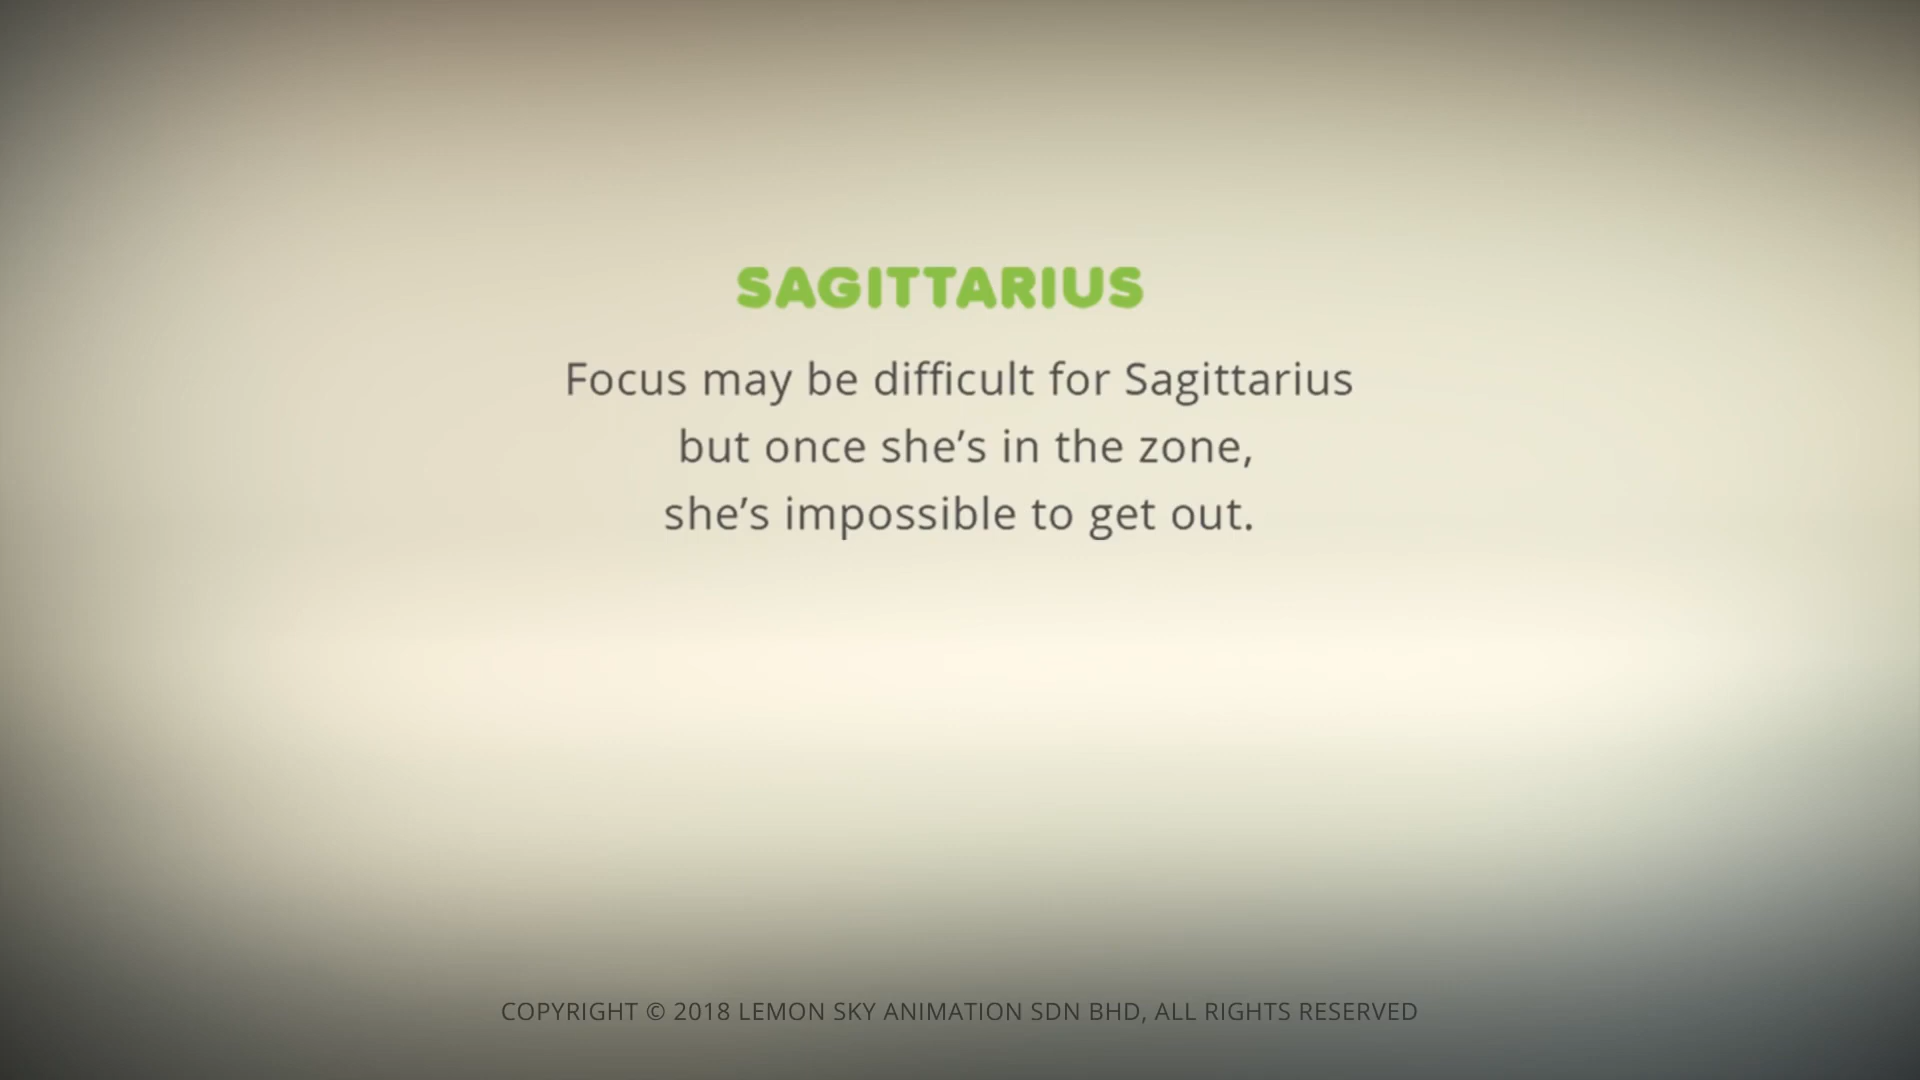 SAGITTARIUS
Focus may be difficult for Sagittarius
but once she’s in the zone,
she’s impossible to get out.
COPYRIGHT © 2018 LEMON SKY ANIMATION SDN BHD, ALL RIGHTS RESERVED